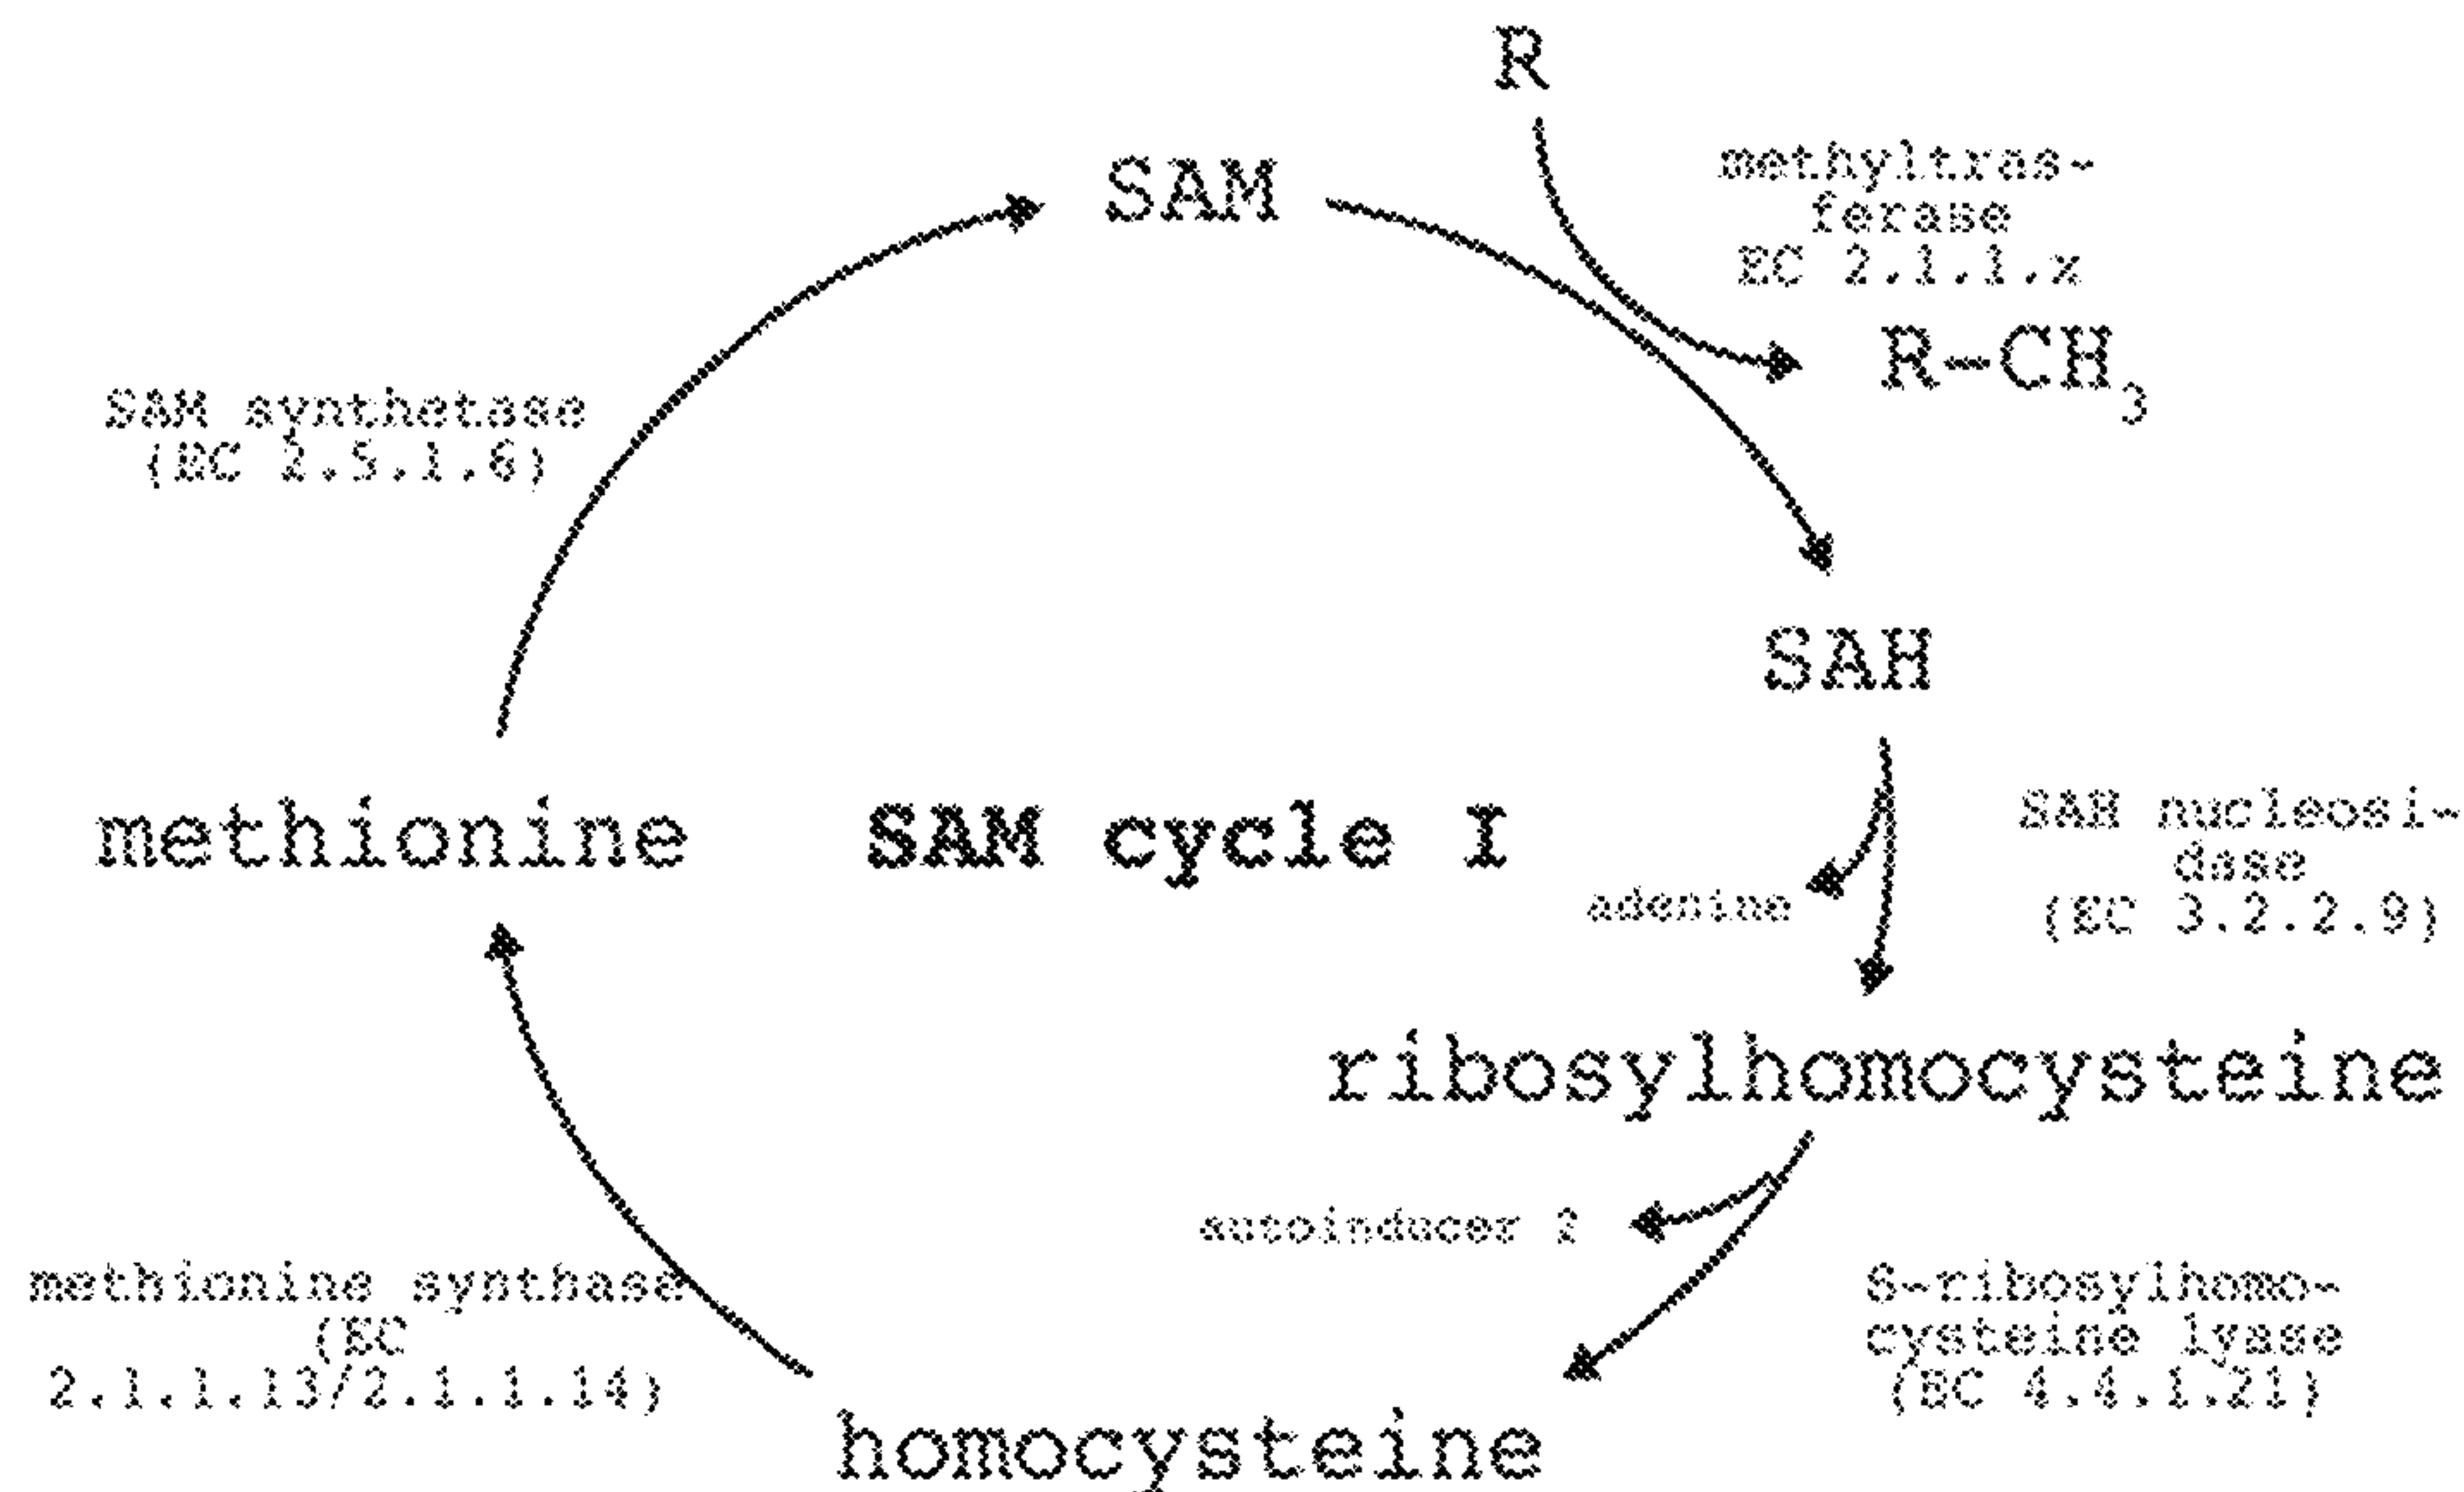 R
SAM
methyltras-
ferase
EC 2.1.1.x
R-CH3
SAM synthetase
(EC 2.5.1.6)
SAH
methionine
SAM cycle I
SAH nucleosi-
dase
(EC 3.2.2.9)
adenine
ribosylhomocysteine
autoinducer 2
methionine synthase
(EC
2.1.1.13/2.1.1.14)
S-ribosylhomo-
cysteine lyase
(EC 4.4.1.21)
homocysteine